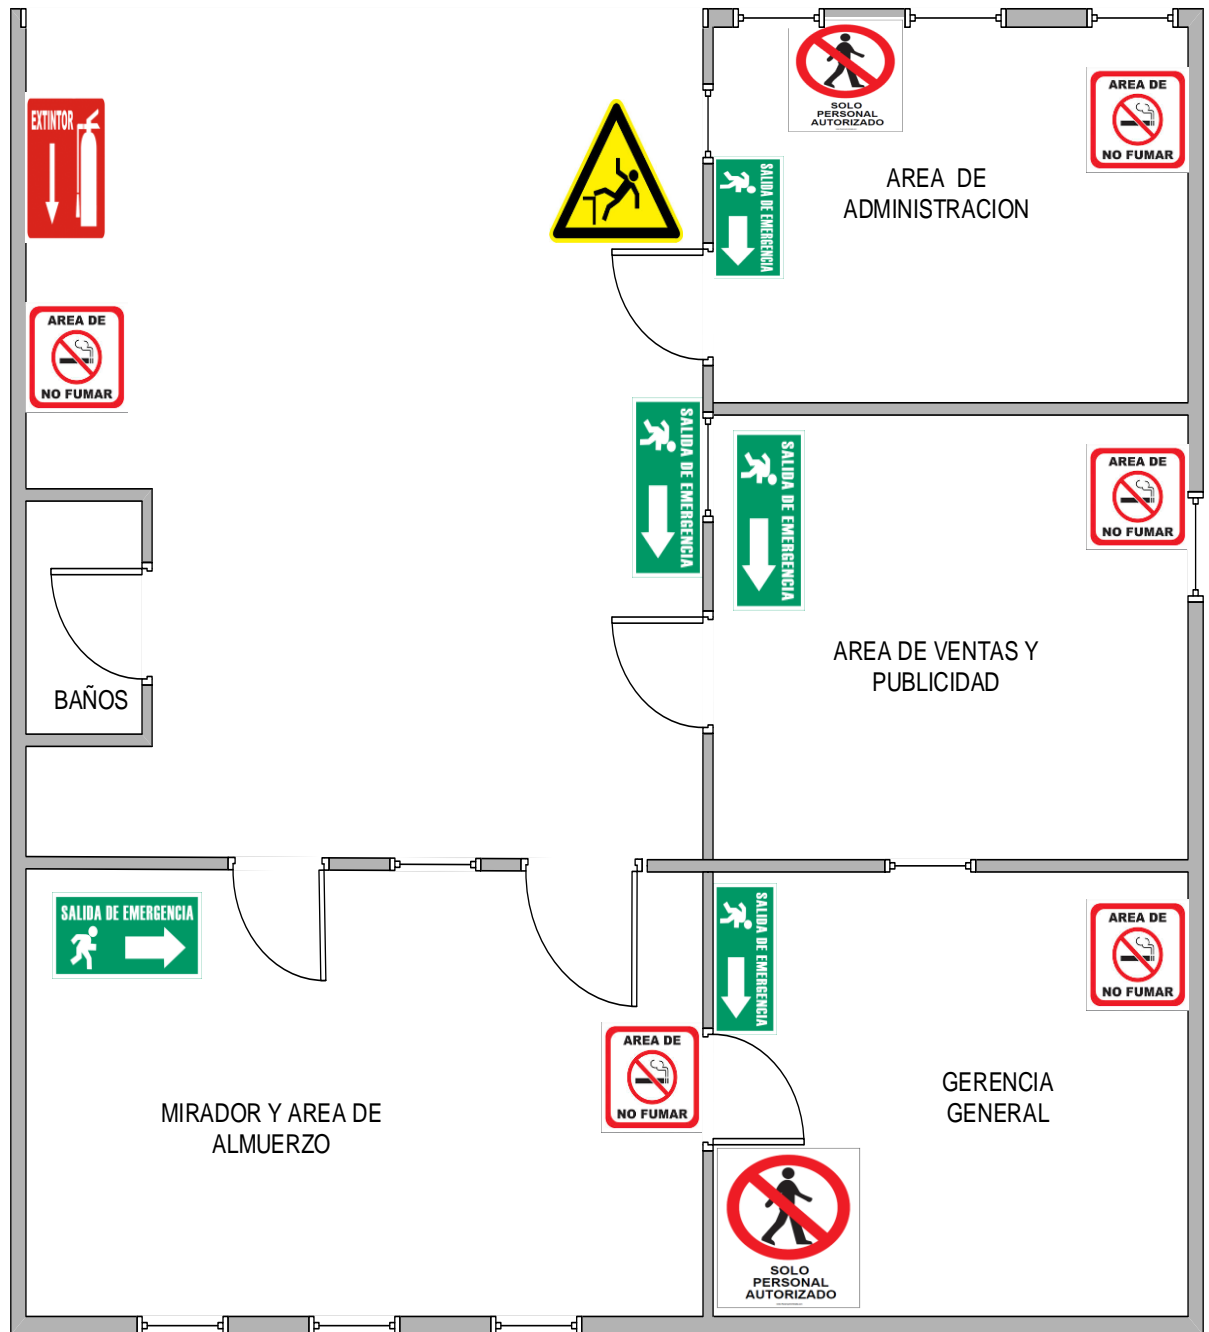 SOLO
PERSONAL
AUTORIZADO
AREA DE
NO FUMAR
EXTINTOR
SALIDA DE EMERGENCIA
AREA DE
ADMINISTRACION
AREA DE
NO FUMAR
SALIDA DE EMERGENCIA
SALIDA DE EMERGENCIA
AREA DE
NO FUMAR
AREA DE VENTAS Y
PUBLICIDAD
BAÑOS
SALIDA DE EMERGENCIA
SALIDA DE EMERGENCIA
AREA DE
NO FUMAR
AREA DE
NO FUMAR
GERENCIA
GENERAL
MIRADOR Y AREA DE
ALMUERZO
SOLO
PERSONAL
AUTORIZADO